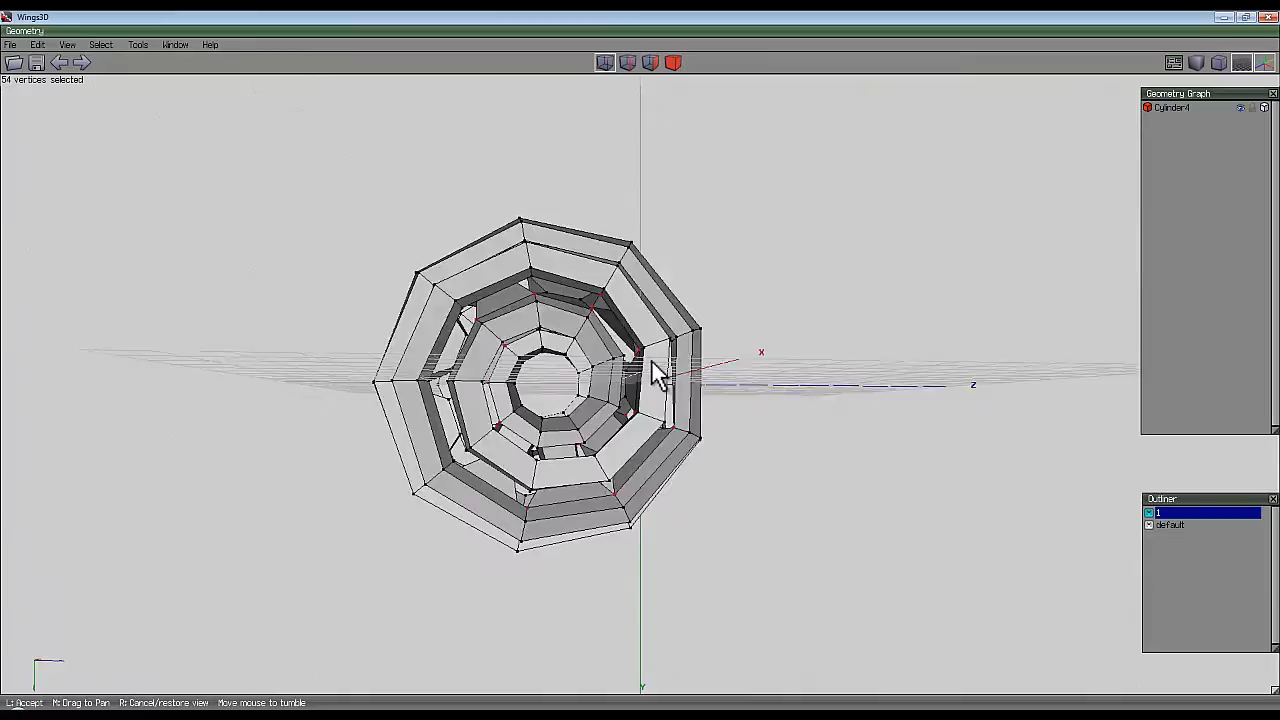 Wings3D
Geometry
File Edit View Select Tools Window Help
54 vertices selected
Geometry Graph
Cylinder4
X
Z
Outliner
1
default
Y
L:Accept M:Drag to Pan R:Cancel/restore view Move mouse to tumble